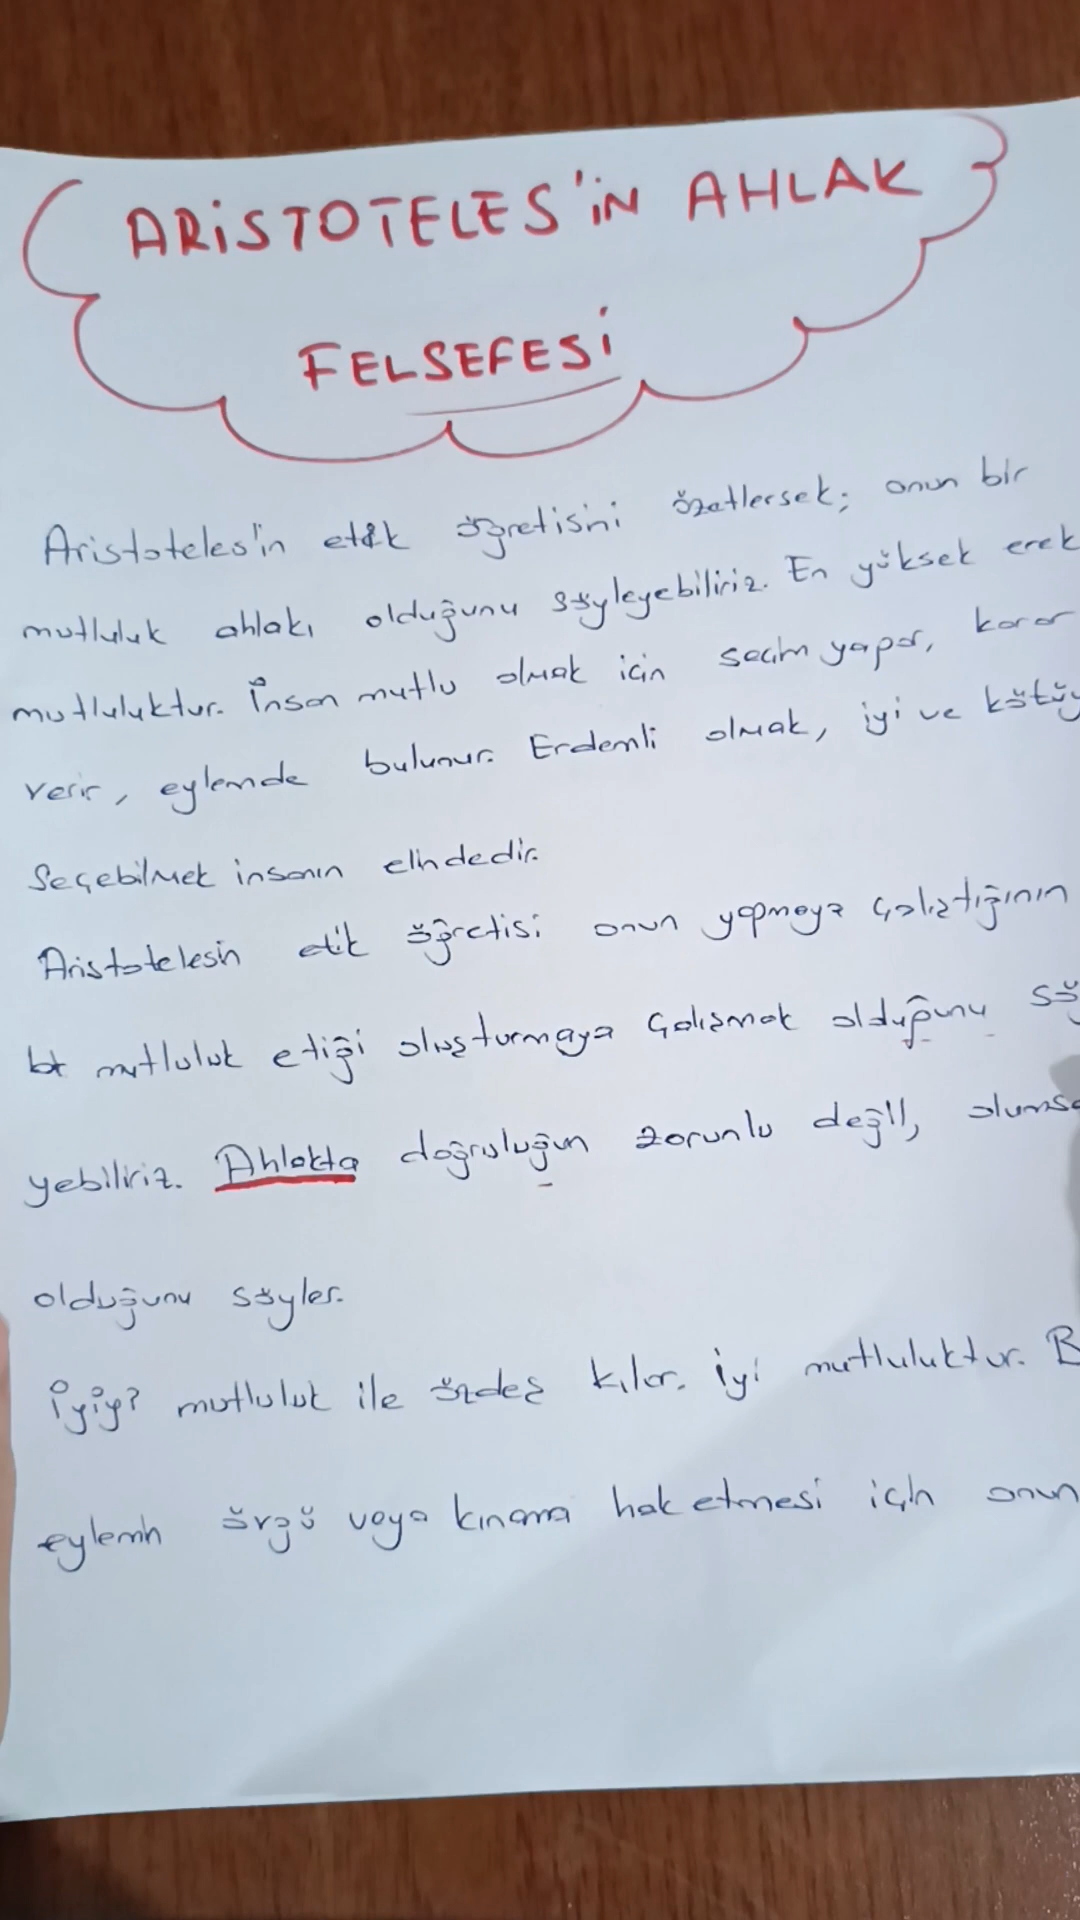 ARİSTOTELES'İN AHLAK
FELSEFESİ
Aristoteles'in etik öğretisini özetlersek; onun bir
mutluluk ahlakı olduğunu söyleyebiliriz. En yüksek erek
mutluluktur. İnsan mutlu olmak için seçim yapar, karar
verir, eylemde bulunur. Erdemli olmak, iyi ve kötüy
Seçebilmek insanın elindedir.
Aristotelesin etik öğretisi onun yapmaya çalıştığının
bir mutluluk etiği oluşturmaya çalışmak olduğunu söy
yebiliriz. Ahlakta doğruluğun zorunlu değil, olumsa
olduğunu söyler.
İyiyi mutluluk ile özdeş kılar. İyi mutluluktur. B
eylemin övgü veya kınama hak etmesi için onun